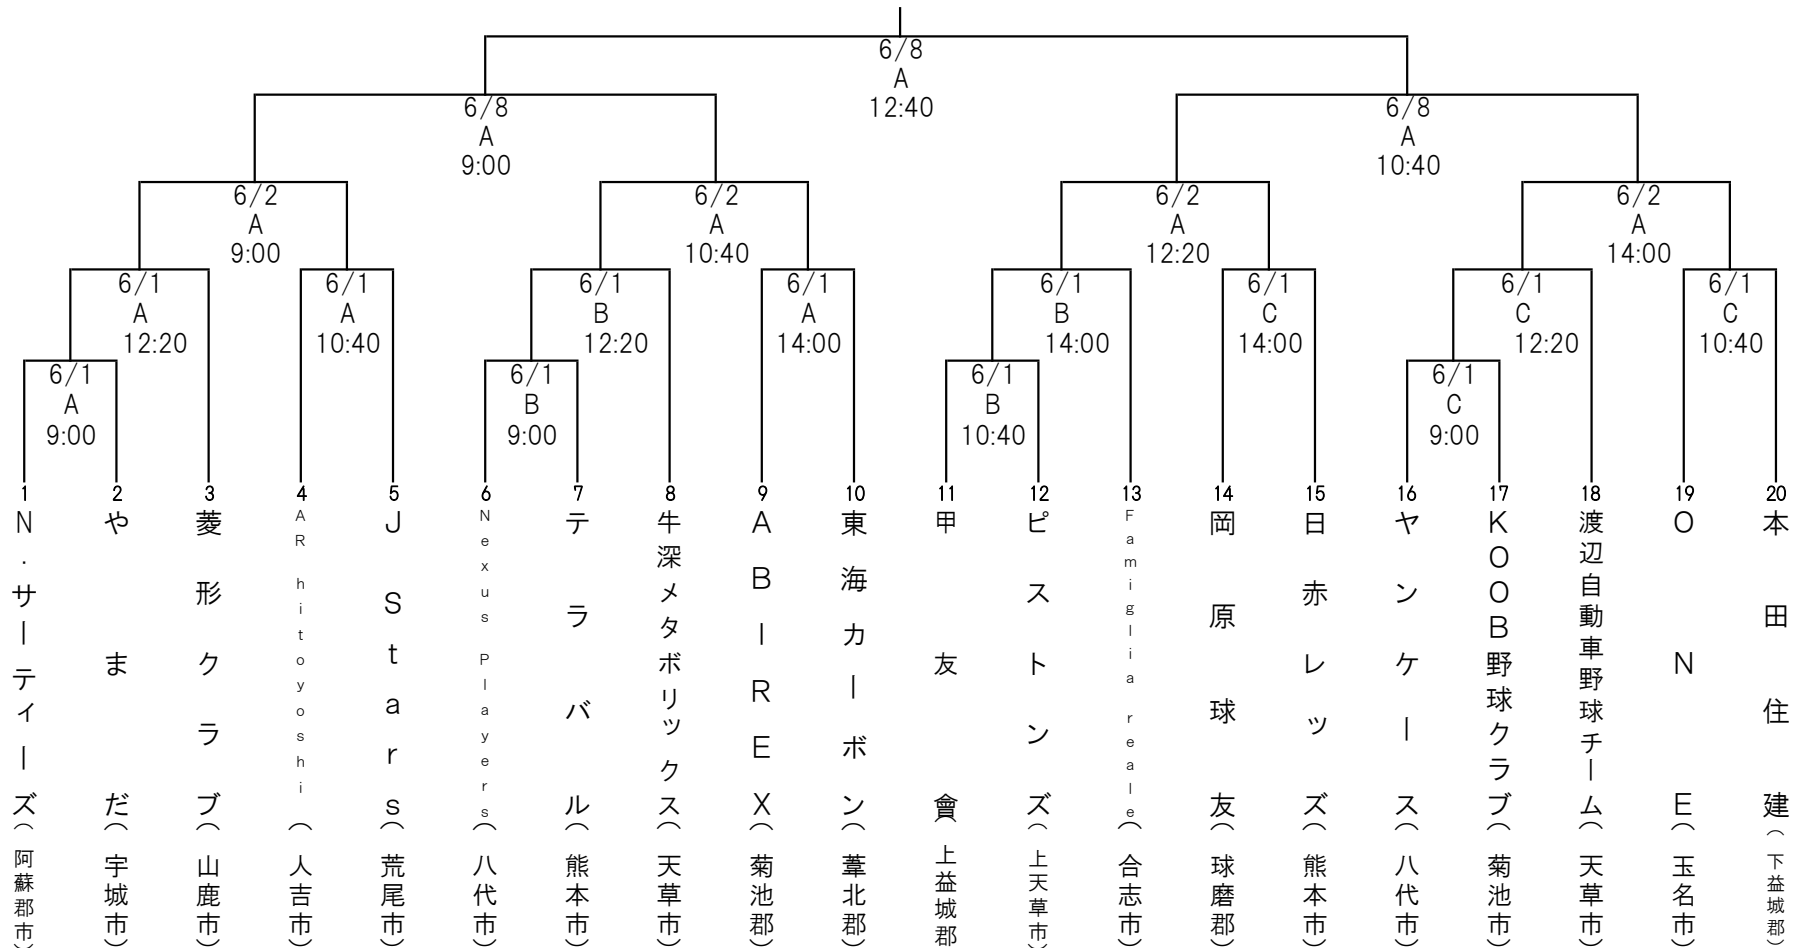 6/8
A
12:40
6/8
A
9:00
6/8
A
10:40
6/2
A
9:00
6/2
A
10:40
6/2
A
12:20
6/2
A
14:00
6/1
A
12:20
6/1
A
10:40
6/1
B
12:20
6/1
A
14:00
6/1
B
14:00
6/1
C
14:00
6/1
C
12:20
6/1
C
10:40
6/1
A
9:00
6/1
B
9:00
6/1
B
10:40
6/1
C
9:00
1 N.サーティーズ(阿蘇郡市)
2 やまだ(宇城市)
3 菱形クラブ(山鹿市)
4 AR hitoyoshi (人吉市)
5 J Stars(荒尾市)
6 Nexus Players(八代市)
7 テラバル(熊本市)
8 牛深メタボリックス(天草市)
9 ABIREX(菊池郡)
10 東海カーボン(葦北郡)
11 甲友會(上益城郡
12 ピストンズ(上天草市)
13 Famiglia reale(合志市)
14 岡原球友(球磨郡)
15 日赤レッズ(熊本市)
16 ヤンケース(八代市)
17 KOOB野球クラブ(菊池市)
18 渡辺自動車野球チーム(天草市)
19 ONE(玉名市)
20 本田住建(下益城郡)